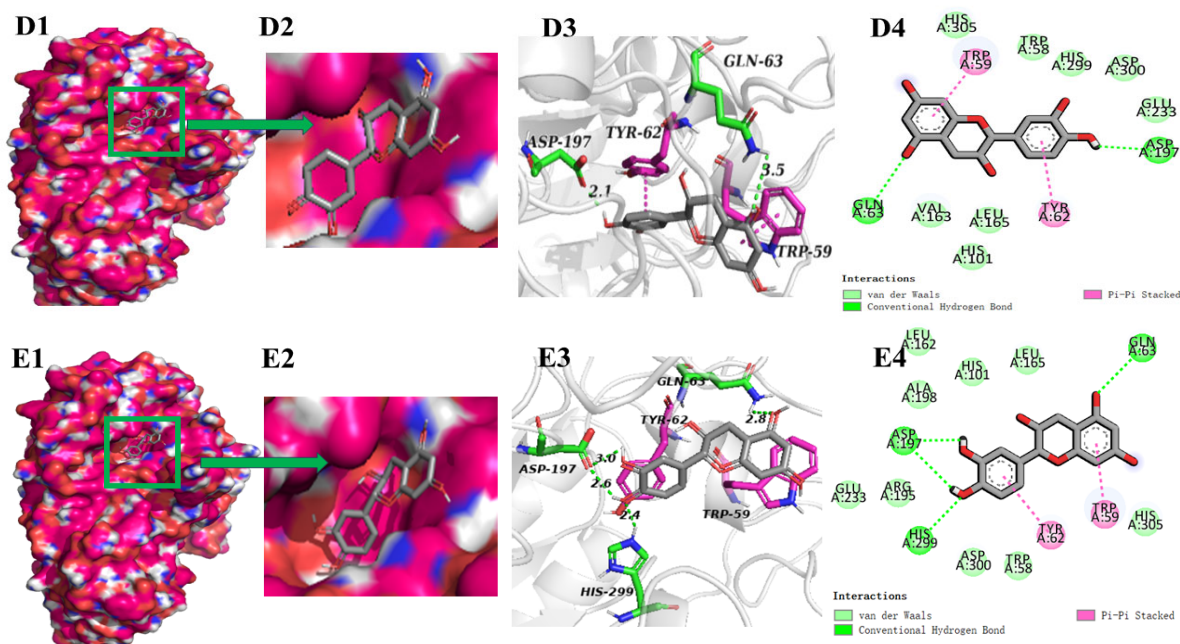 D1
D2
D3
D4
GLN-63
TYR-62
ASP-197
2.1
3.5
TRP-59
HIS
A:305
TRP
A:59
TRP
A:58
HIS
A:299
ASP
A:300
GLU
A:233
ASP
A:197
GLN
A:63
VAL
A:163
LEU
A:165
TYR
A:62
HIS
A:101
Interactions
van der Waals
Conventional Hydrogen Bond
Pi-Pi Stacked
E1
E2
E3
E4
GLN-63
2.8
TYR-62
ASP-197
3.0
2.6
2.4
TRP-59
HIS-299
LEU
A:162
HIS
A:101
LEU
A:165
GLN
A:63
ALA
A:198
ASP
A:197
GLU
A:233
ARG
A:195
HIS
A:299
ASP
A:300
TRP
A:58
TYR
A:62
TRP
A:59
HIS
A:305
Interactions
van der Waals
Conventional Hydrogen Bond
Pi-Pi Stacked